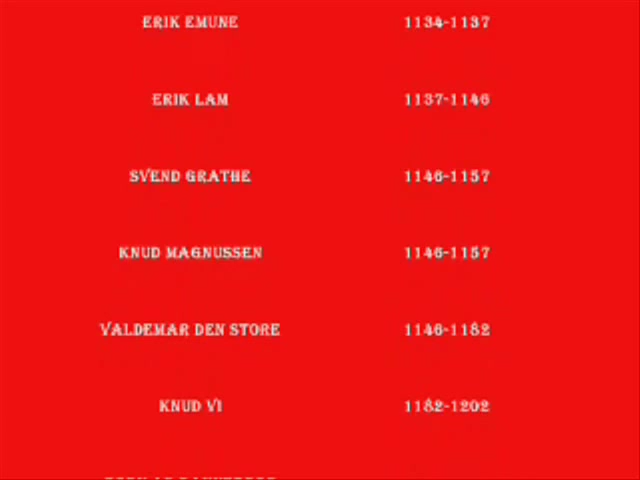 ERIK EMUNE 1134-1137
ERIK LAM 1137-1146
SVEND GRATHE 1146-1157
KNUD MAGNUSSEN 1146-1157
VALDEMAR DEN STORE 1146-1182
KNUD VI 1182-1202